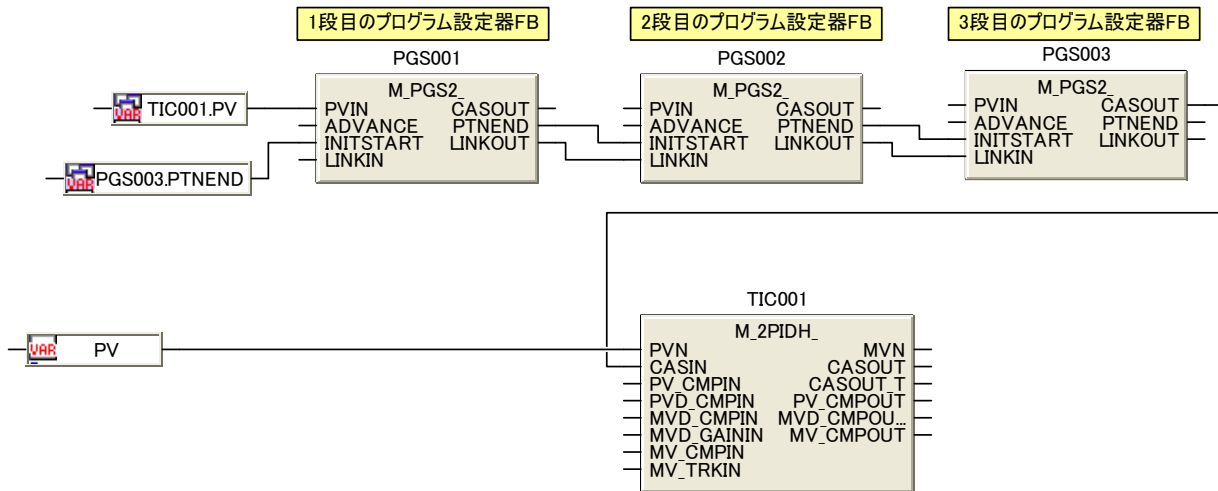 1段目のプログラム設定器FB
2段目のプログラム設定器FB
3段目のプログラム設定器FB
PGS001
PGS002
PGS003
M_PGS2_
PVIN CASOUT
ADVANCE PTNEND
INITSTART LINKOUT
LINKIN
M_PGS2_
PVIN CASOUT
ADVANCE PTNEND
INITSTART LINKOUT
LINKIN
M_PGS2_
PVIN CASOUT
ADVANCE PTNEND
INITSTART LINKOUT
LINKIN
VAR TIC001.PV
VAR PGS003.PTNEND
TIC001
VAR PV
M_2PIDH_
PVN MVN
CASIN CASOUT
PV_CMPIN CASOUT_T
PVD_CMPIN PV_CMPOUT
MVD_CMPIN MVD_CMPOU...
MVD_GAININ MV_CMPOUT
MV_CMPIN
MV_TRKIN